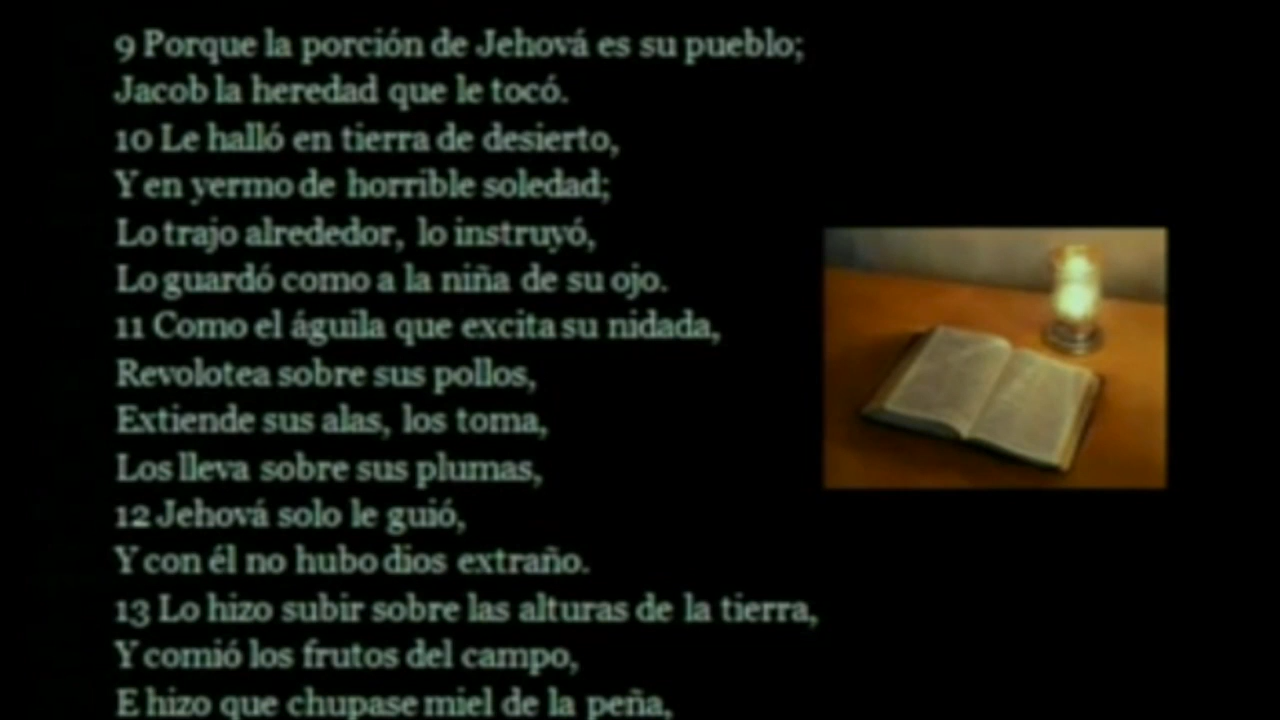 9 Porque la porción de Jehová es su pueblo;
Jacob la heredad que le tocó.
10 Le halló en tierra de desierto,
Y en yermo de horrible soledad;
Lo trajo alrededor, lo instruyó,
Lo guardó como a la niña de su ojo.
11 Como el águila que excita su nidada,
Revolotea sobre sus pollos,
Extiende sus alas, los toma,
Los lleva sobre sus plumas,
12 Jehová solo le guió,
Y con él no hubo dios extraño.
13 Lo hizo subir sobre las alturas de la tierra,
Y comió los frutos del campo,
E hizo que chupase miel de la peña,